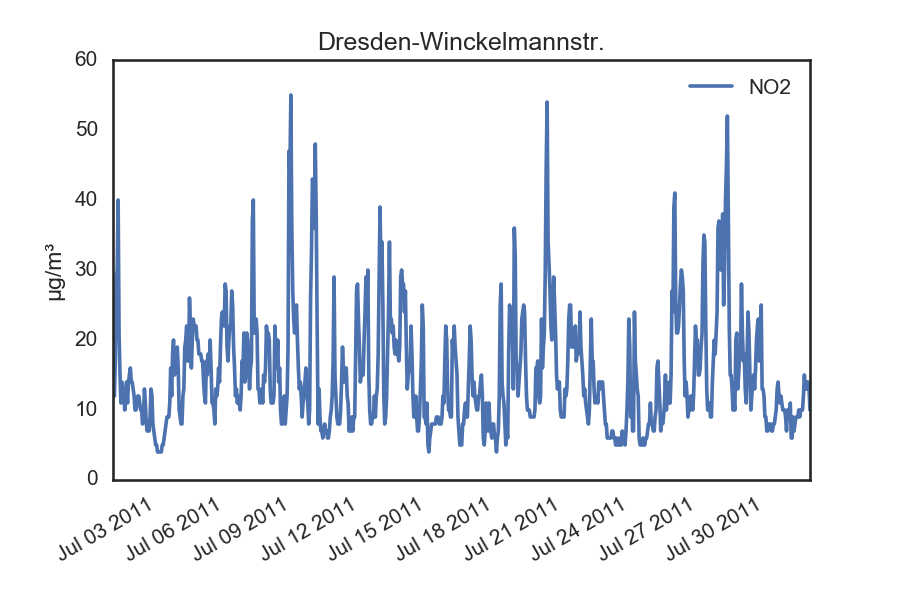 Dresden-Winckelmannstr.
60
NO2
50
40
30
µg/m³
20
10
0
Jul 03 2011
Jul 06 2011
Jul 09 2011
Jul 12 2011
Jul 15 2011
Jul 18 2011
Jul 21 2011
Jul 24 2011
Jul 27 2011
Jul 30 2011